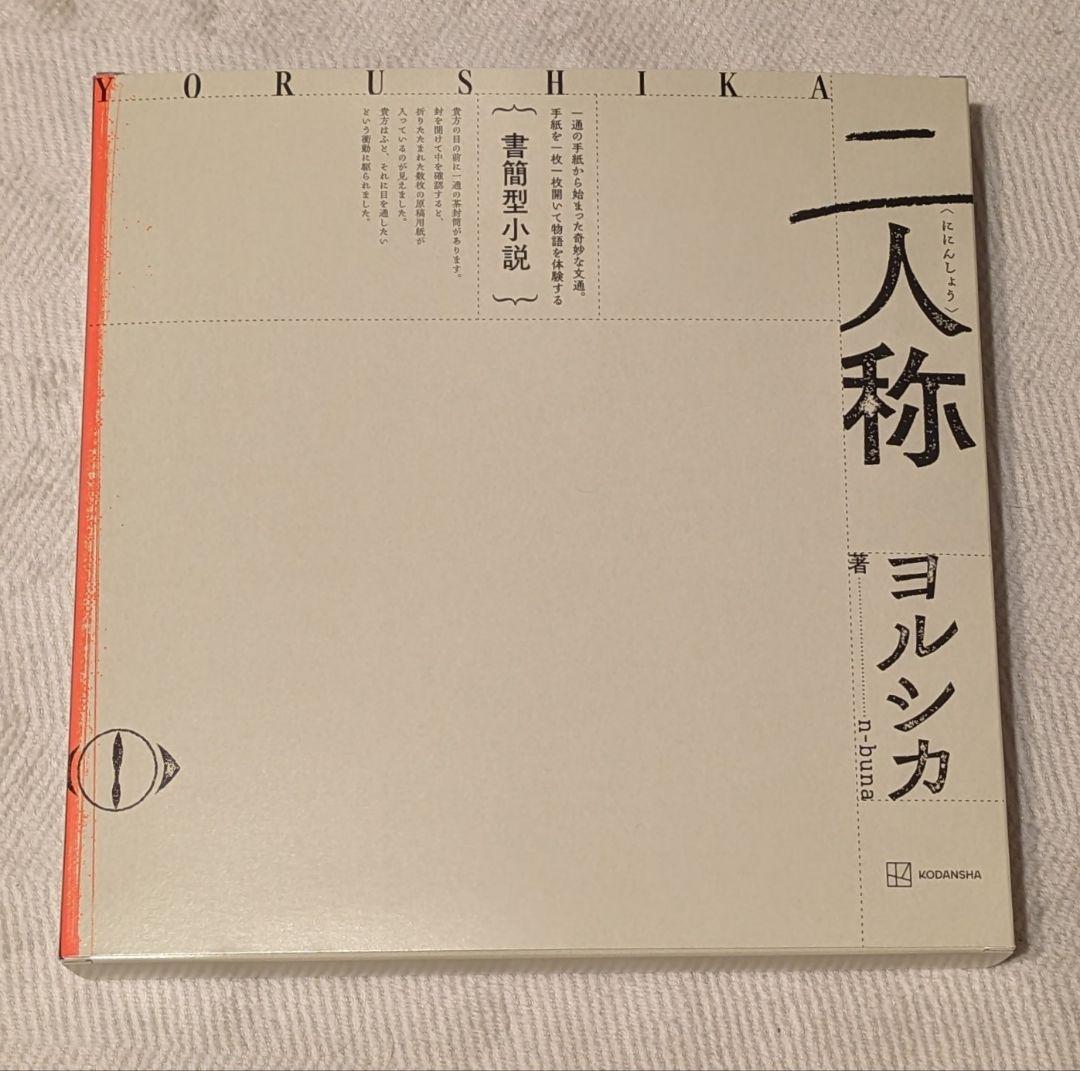 YORUSHIKA
二人称
〈ににんしょう〉
一通の手紙から始まった奇妙な文通。
手紙を一枚一枚開いて物語を体験する
書簡型小説
貴方の目の前に一通の茶封筒があります。
封を開けて中を確認すると、
折りたたまれた数枚の原稿用紙が
入っているのが見えました。
貴方はふと、それに目を通したい
という衝動に駆られました。
ヨルシカ
著 n-buna
KODANSHA